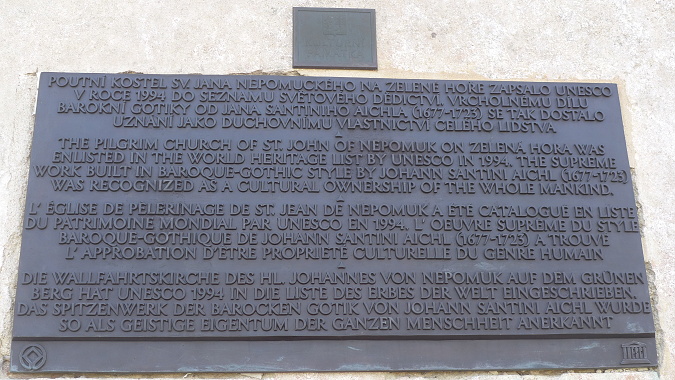 POUTNÍ KOSTEL SV. JANA NEPOMUCKÉHO NA ZELENÉ HOŘE ZAPSALO UNESCO
V ROCE 1994 DO SEZNAMU SVĚTOVÉHO DĚDICTVÍ. VRCHOLNÉMU DÍLU
BAROKNÍ GOTIKY OD JANA SANTINIHO AICHLA (1677-1723) SE TAK DOSTALO
UZNÁNÍ JAKO DUCHOVNÍMU VLASTNICTVÍ CELÉHO LIDSTVA
–
THE PILGRIM CHURCH OF ST. JOHN OF NEPOMUK ON ZELENÁ HORA WAS
ENLISTED IN THE WORLD HERITAGE LIST BY UNESCO IN 1994. THE SUPREME
WORK BUILT IN BAROQUE-GOTHIC STYLE BY JOHANN SANTINI AICHL (1677-1723)
WAS RECOGNIZED AS A CULTURAL OWNERSHIP OF THE WHOLE MANKIND.
–
L' ÉGLISE DE PÈLERINAGE DE ST. JEAN DE NEPOMUK A ÉTÉ CATALOGUÉ EN LISTE
DU PATRIMOINE MONDIAL PAR UNESCO EN 1994. L' OEUVRE SUPRÊME DU STYLE
BAROQUE-GOTHIQUE DE JOHANN SANTINI AICHL (1677-1723) A TROUVÉ
L' APPROBATION D'ÊTRE PROPRIÉTÉ CULTURELLE DU GENRE HUMAIN
–
DIE WALLFAHRTSKIRCHE DES HL. JOHANNES VON NEPOMUK AUF DEM GRÜNEN
BERG HAT UNESCO 1994 IN DIE LISTE DES ERBES DER WELT EINGESCHRIEBEN.
DAS SPITZENWERK DER BAROCKEN GOTIK VON JOHANN SANTINI AICHL WURDE
SO ALS GEISTIGE EIGENTUM DER GANZEN MENSCHHEIT ANERKANNT